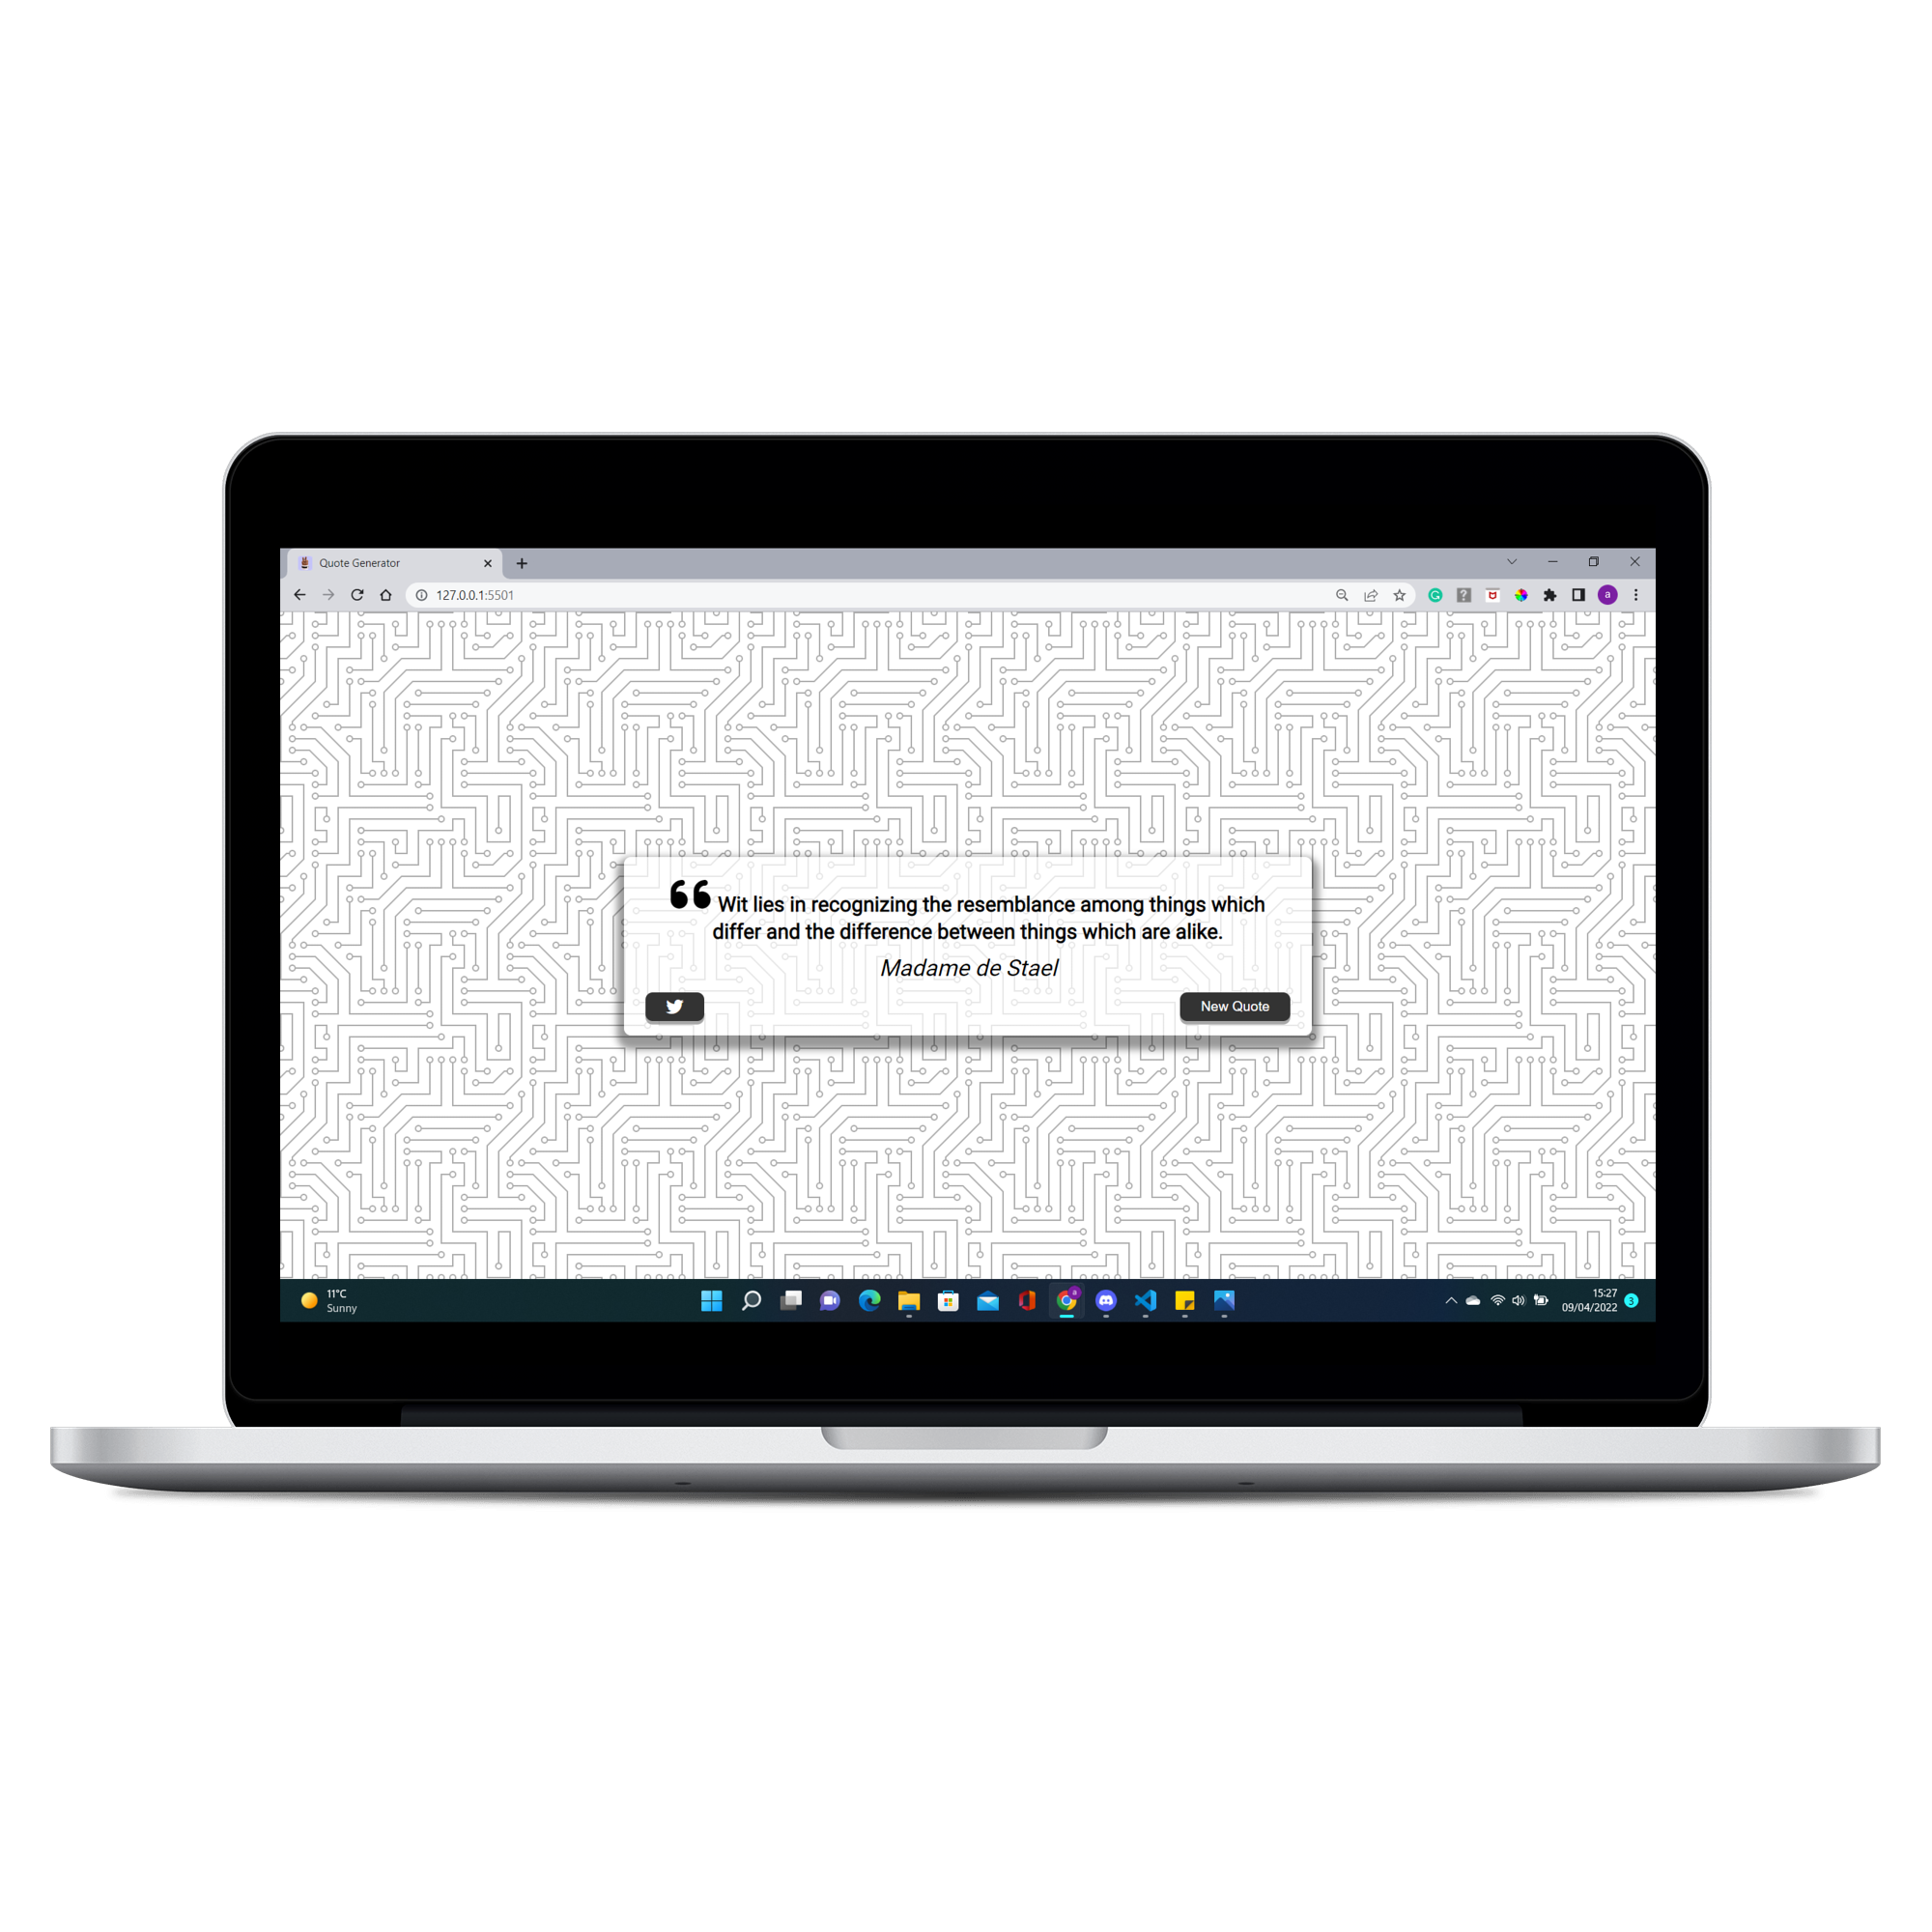 Quote Generator
127.0.0.1:5501
a
Wit lies in recognizing the resemblance among things which
differ and the difference between things which are alike.
Madame de Stael
New Quote
11°C
Sunny
a
15:27
09/04/2022
3